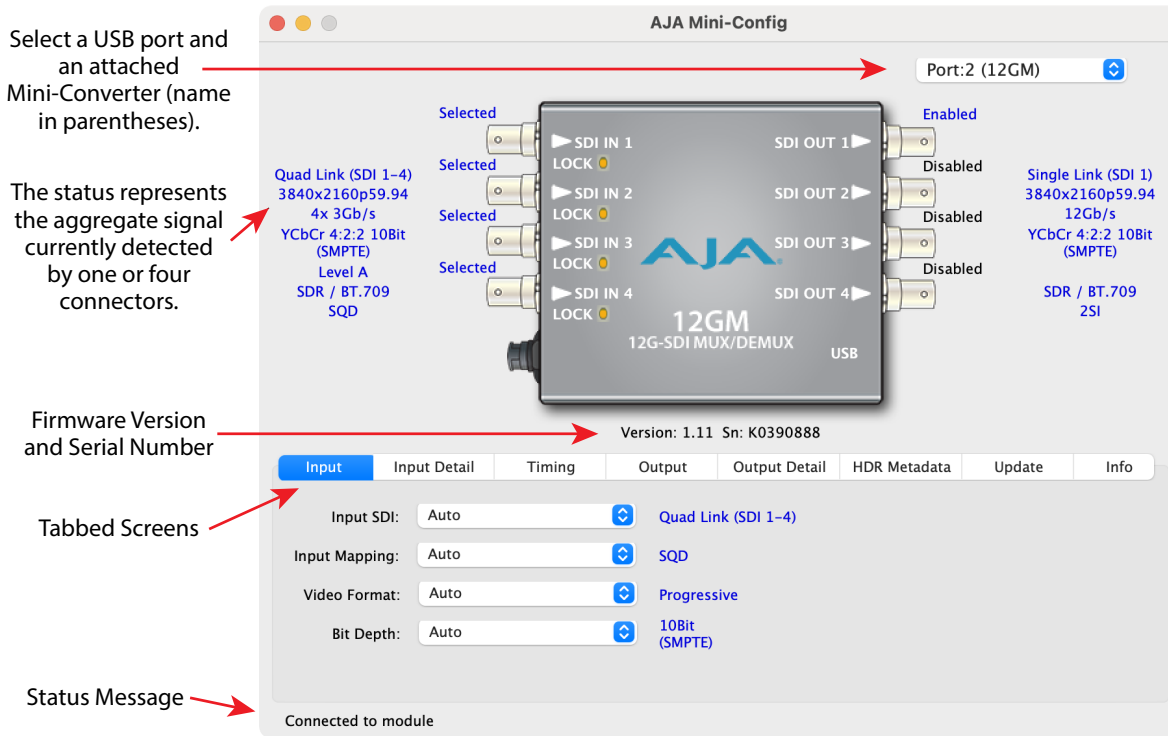 AJA Mini-Config
Select a USB port and
an attached
Mini-Converter (name
in parentheses).
Port:2 (12GM)
Selected
Selected
Selected
Selected
Quad Link (SDI 1-4)
3840x2160p59.94
4x 3Gb/s
YCbCr 4:2:2 10Bit
(SMPTE)
Level A
SDR / BT.709
SQD
The status represents
the aggregate signal
currently detected
by one or four
connectors.
SDI IN 1
LOCK
SDI IN 2
LOCK
SDI IN 3
LOCK
SDI IN 4
LOCK
SDI OUT 1
SDI OUT 2
SDI OUT 3
SDI OUT 4
AJA
12GM
12G-SDI MUX/DEMUX
USB
Enabled
Disabled
Disabled
Disabled
Single Link (SDI 1)
3840x2160p59.94
12Gb/s
YCbCr 4:2:2 10Bit
(SMPTE)
SDR / BT.709
2SI
Firmware Version
and Serial Number
Version: 1.11 Sn: K0390888
Input Input Detail Timing Output Output Detail HDR Metadata Update Info
Tabbed Screens
Input SDI: Auto Quad Link (SDI 1-4)
Input Mapping: Auto SQD
Video Format: Auto Progressive
Bit Depth: Auto 10Bit
(SMPTE)
Status Message
Connected to module